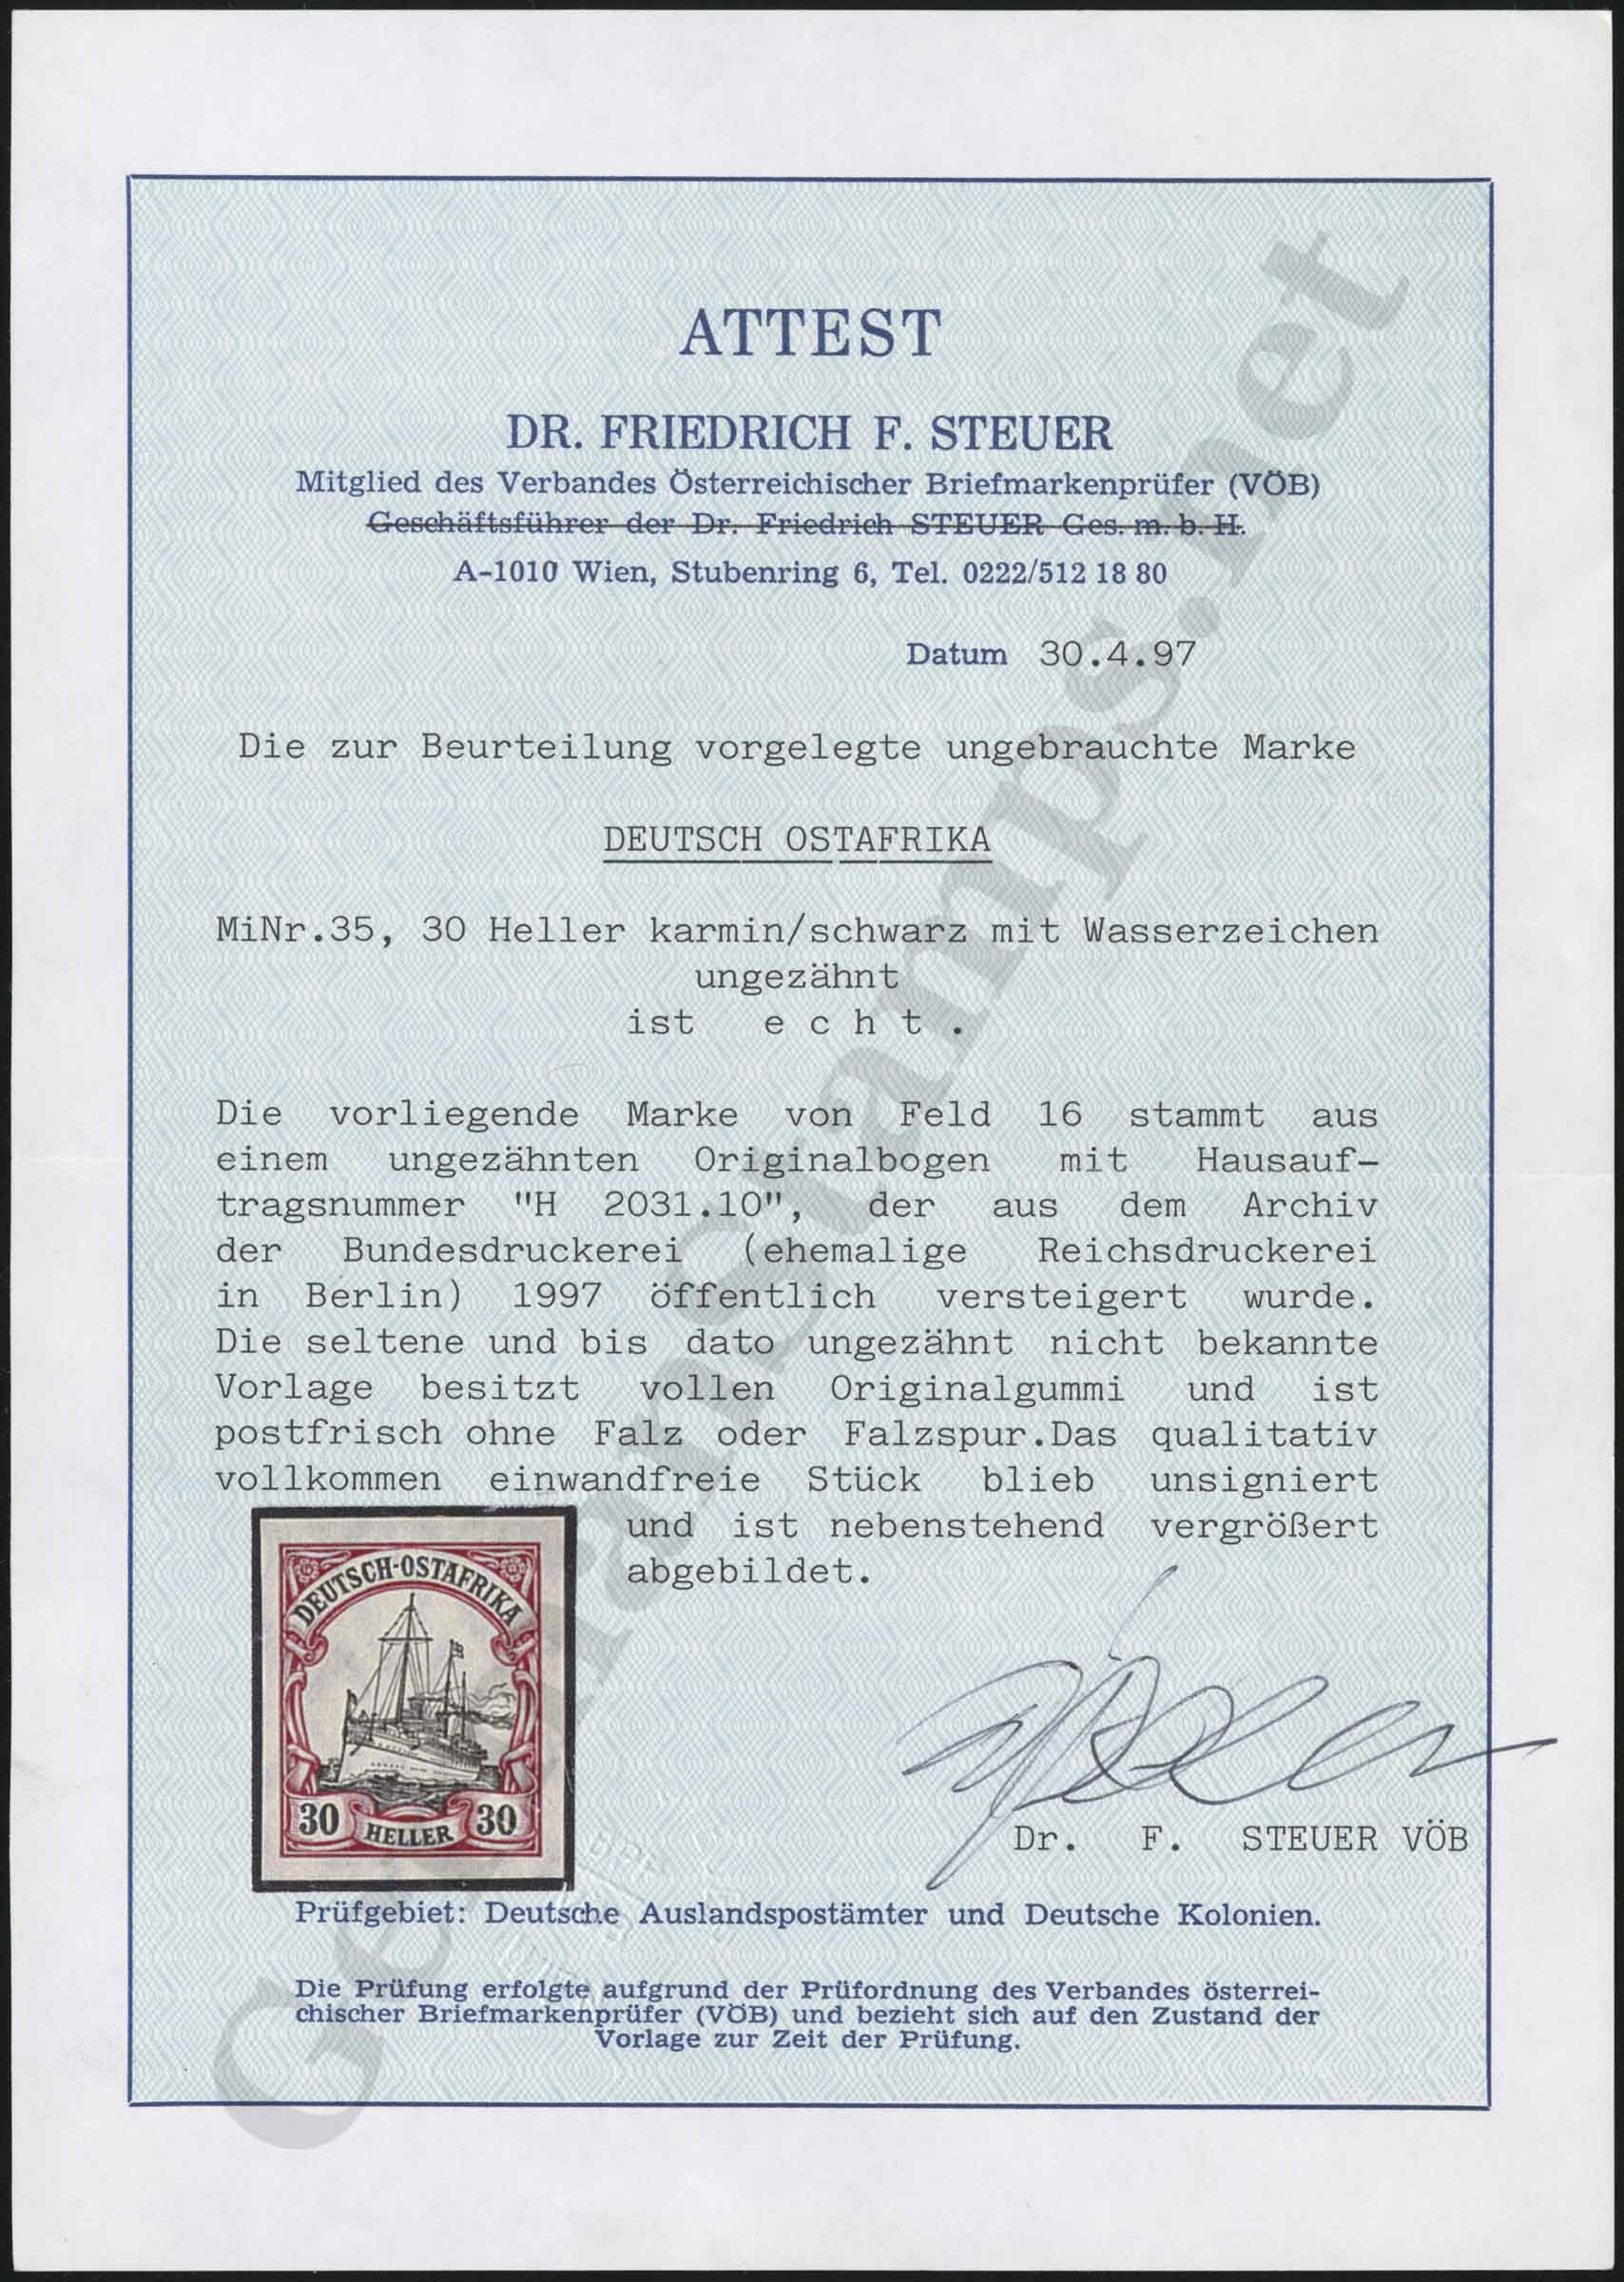 ATTEST
DR. FRIEDRICH F. STEUER
Mitglied des Verbandes Österreichischer Briefmarkenprüfer (VÖB)
Geschäftsführer der Dr. Friedrich STEUER Ges. m. b. H.
A-1010 Wien, Stubenring 6, Tel. 0222/512 18 80
Datum 30.4.97
Die zur Beurteilung vorgelegte ungebrauchte Marke
DEUTSCH OSTAFRIKA
MiNr.35, 30 Heller karmin/schwarz mit Wasserzeichen
ungezähnt
ist e c h t .
Die vorliegende Marke von Feld 16 stammt aus
einem ungezähnten Originalbogen mit Hausauf-
tragsnummer "H 2031.10", der aus dem Archiv
der Bundesdruckerei (ehemalige Reichsdruckerei
in Berlin) 1997 öffentlich versteigert wurde.
Die seltene und bis dato ungezähnt nicht bekannte
Vorlage besitzt vollen Originalgummi und ist
postfrisch ohne Falz oder Falzspur.Das qualitativ
vollkommen einwandfreie Stück blieb unsigniert
und ist nebenstehend vergrößert
abgebildet.
DEUTSCH-OSTAFRIKA
30 HELLER 30
Dr. F. STEUER VÖB
Prüfgebiet: Deutsche Auslandspostämter und Deutsche Kolonien.
Die Prüfung erfolgte aufgrund der Prüfordnung des Verbandes österrei-
chischer Briefmarkenprüfer (VÖB) und bezieht sich auf den Zustand der
Vorlage zur Zeit der Prüfung.
GermanStamps.net